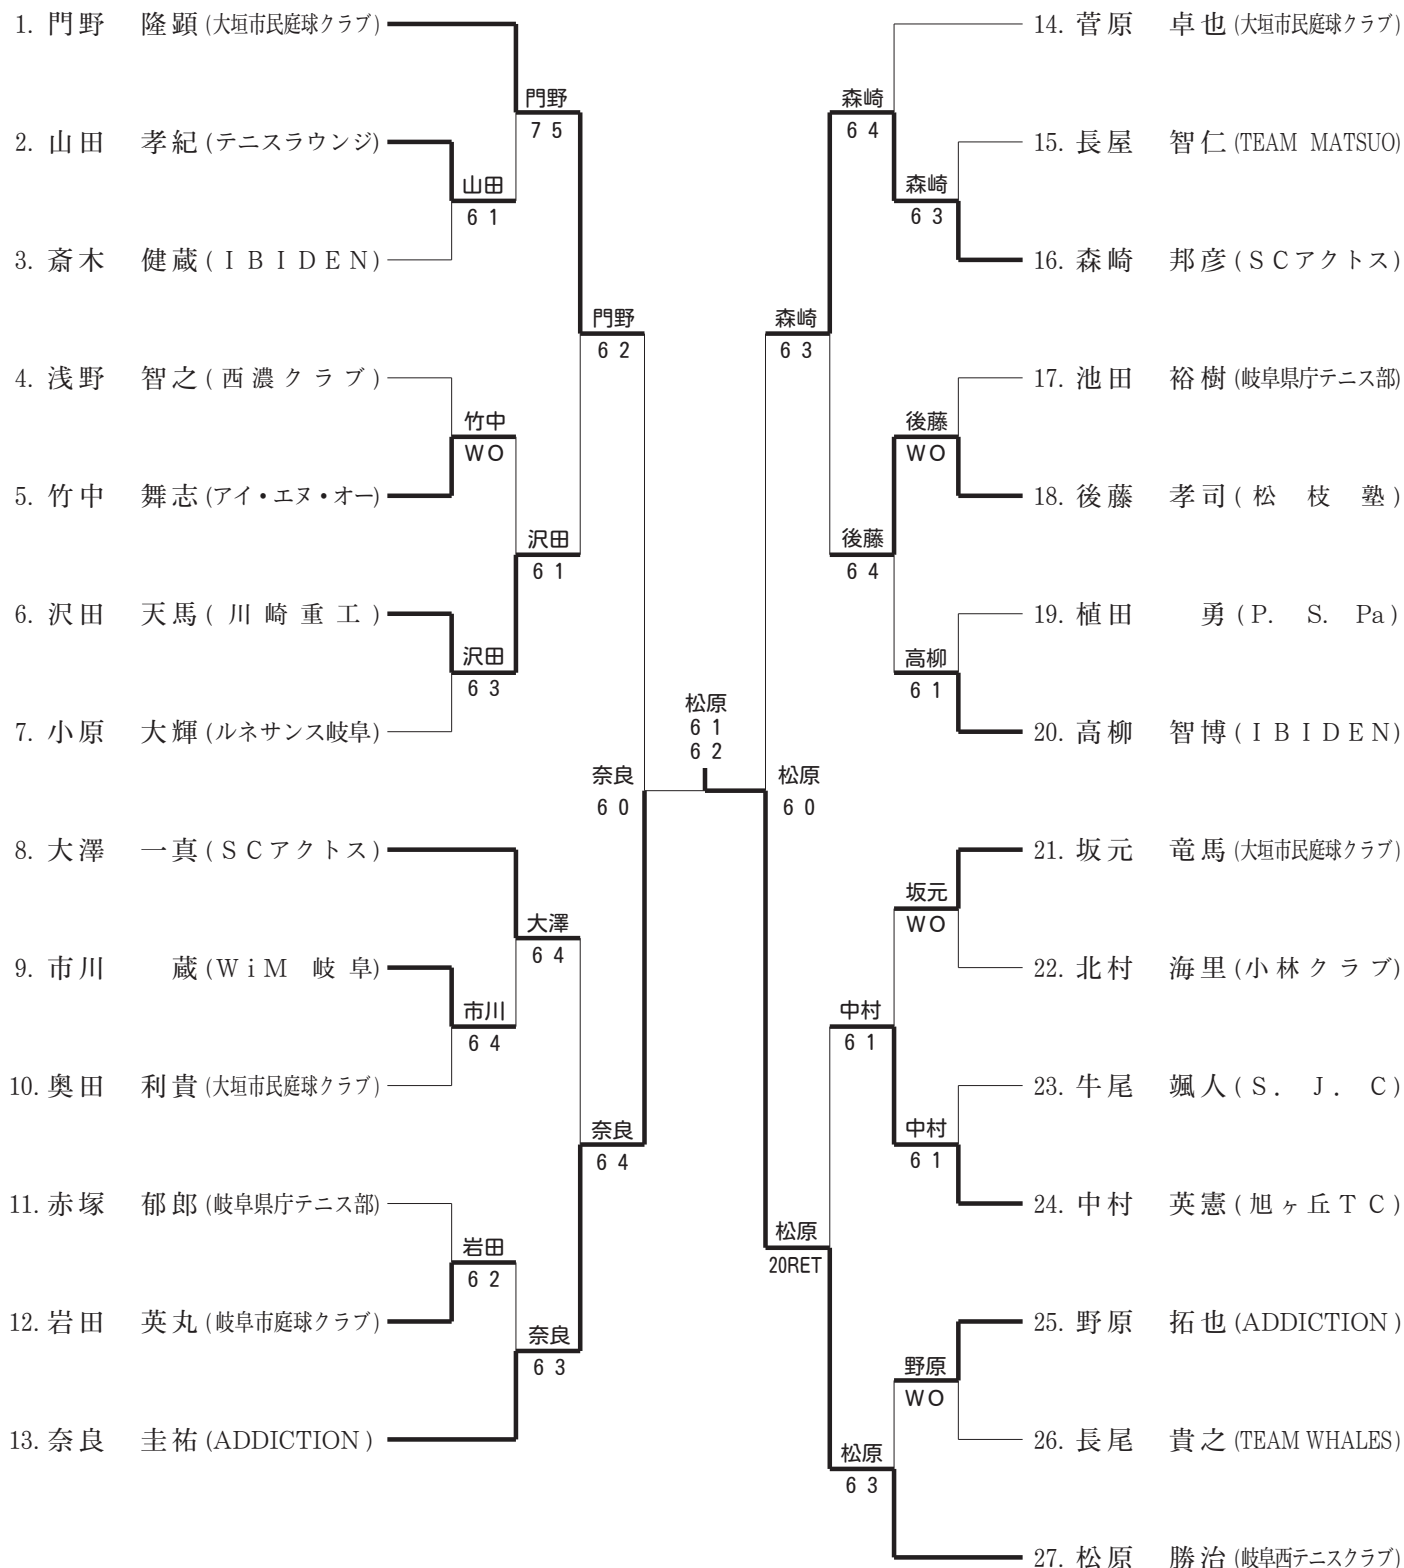 1. 門野　隆顕 (大垣市民庭球クラブ)
門野
7 5
2. 山田　孝紀 (テニスラウンジ)
山田
6 1
3. 斎木　健蔵 (ＩＢＩＤＥＮ)
門野
6 2
4. 浅野　智之 (西濃クラブ)
竹中
WO
5. 竹中　舞志 (アイ・エヌ・オー)
沢田
6 1
6. 沢田　天馬 (川崎重工)
沢田
6 3
7. 小原　大輝 (ルネサンス岐阜)
奈良
6 0
8. 大澤　一真 (ＳＣアクトス)
大澤
6 4
9. 市川　蔵 (WiM 岐阜)
市川
6 4
10. 奥田　利貴 (大垣市民庭球クラブ)
奈良
6 4
11. 赤塚　郁郎 (岐阜県庁テニス部)
岩田
6 2
12. 岩田　英丸 (岐阜市庭球クラブ)
奈良
6 3
13. 奈良　圭祐 (ADDICTION)
松原
6 1
6 2
14. 菅原　卓也 (大垣市民庭球クラブ)
森崎
6 4
15. 長屋　智仁 (TEAM MATSUO)
森崎
6 3
16. 森崎　邦彦 (ＳＣアクトス)
森崎
6 3
17. 池田　裕樹 (岐阜県庁テニス部)
後藤
WO
18. 後藤　孝司 (松枝塾)
後藤
6 4
19. 植田　勇 (P. S. Pa)
高柳
6 1
20. 高柳　智博 (ＩＢＩＤＥＮ)
松原
6 0
21. 坂元　竜馬 (大垣市民庭球クラブ)
坂元
WO
22. 北村　海里 (小林クラブ)
中村
6 1
23. 牛尾　颯人 (S. J. C)
中村
6 1
24. 中村　英憲 (旭ヶ丘ＴＣ)
松原
20RET
25. 野原　拓也 (ADDICTION)
野原
WO
26. 長尾　貴之 (TEAM WHALES)
松原
6 3
27. 松原　勝治 (岐阜西テニスクラブ)